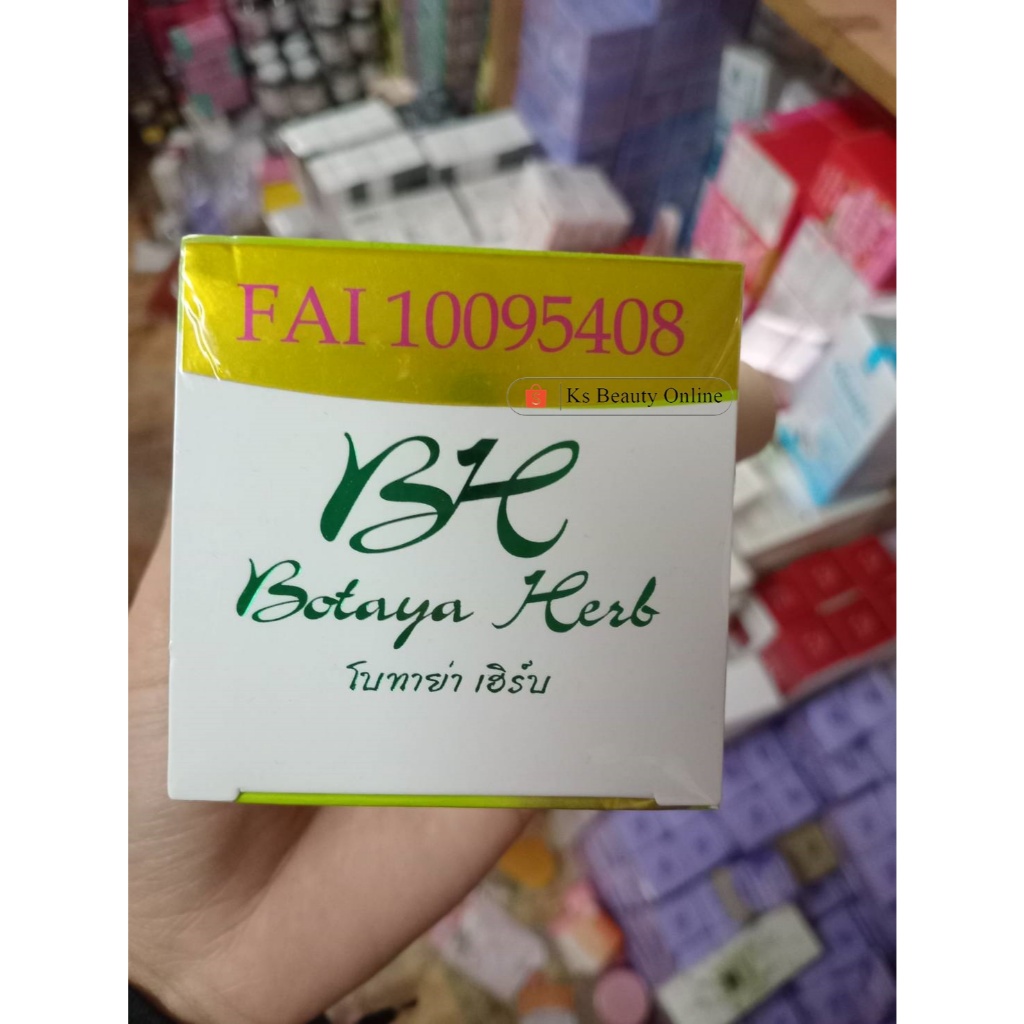 FAI 10095408
Ks Beauty Online
BH
Botaya Herb
โบทาย่า เฮิร์บ